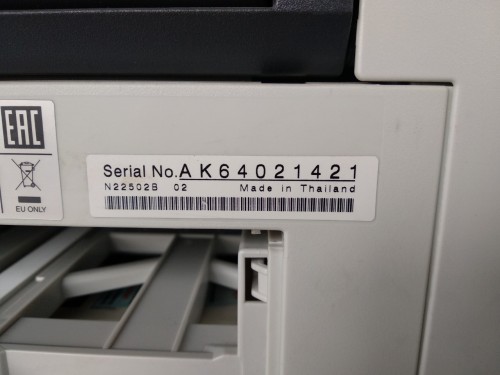 EAC
EU ONLY
Serial No. AK64021421
N22502B 02 Made in Thailand